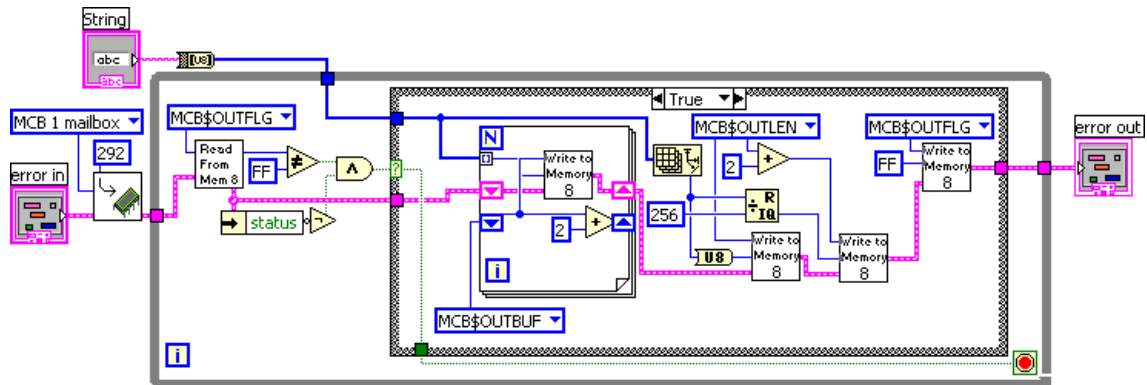 String
abc
abc
[U8]
MCB 1 mailbox
292
error in
MCB$OUTFLG
Read
From
Mem 8
FF
≠
∧
status
¬
?
i
True
N
[]
Write to
Memory
8
2
+
i
MCB$OUTBUF
MCB$OUTLEN
2
+
256
R
IQ
U8
Write to
Memory
8
Write to
Memory
8
MCB$OUTFLG
FF
Write to
Memory
8
error out